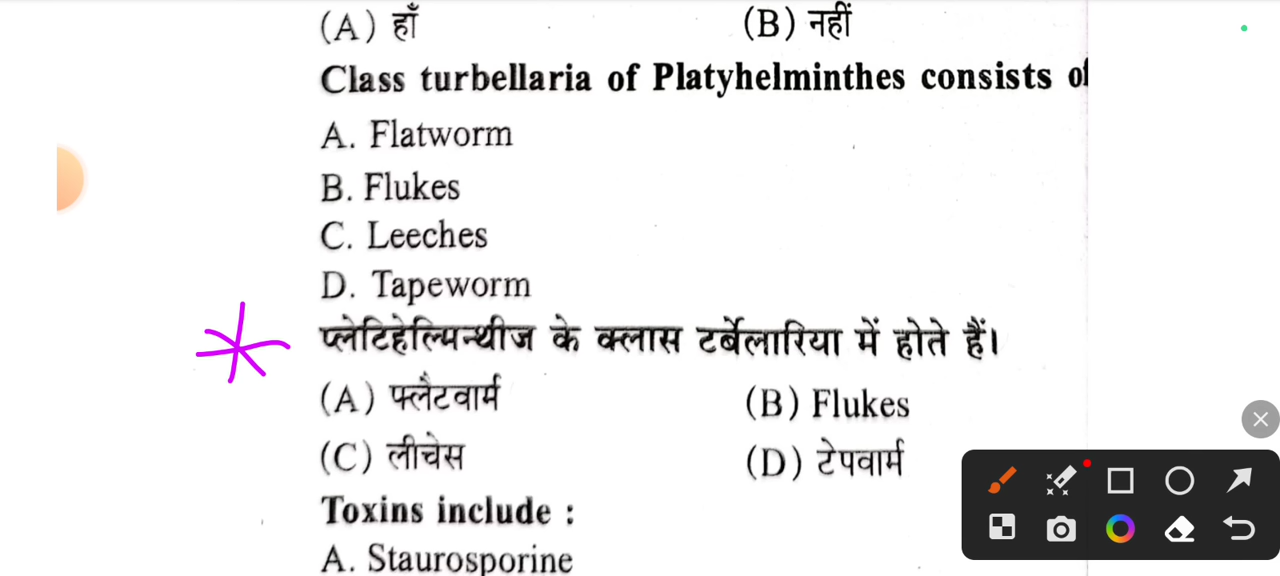 (A) हाँ (B) नहीं
Class turbellaria of Platyhelminthes consists of
A. Flatworm
B. Flukes
C. Leeches
D. Tapeworm
प्लेटिहेल्मिन्थीज के क्लास टर्बेलारिया में होते हैं।
(A) फ्लैटवार्म (B) Flukes
(C) लीचेस (D) टेपवार्म
Toxins include :
A. Staurosporine